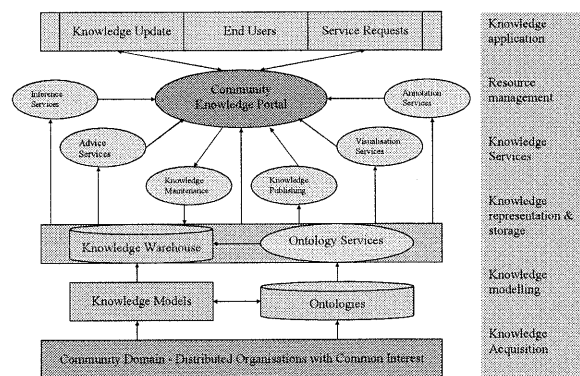 Knowledge Update
End Users
Service Requests
Knowledge
application
Inference
Services
Community
Knowledge Portal
Annotation
Services
Resource
management
Advice
Services
Visualisation
Services
Knowledge
Services
Knowledge
Maintenance
Knowledge
Publishing
Knowledge
representation &
storage
Knowledge Warehouse
Ontology Services
Knowledge Models
Ontologies
Knowledge
modelling
Community Domain - Distributed Organisations with Common Interest
Knowledge
Acquisition